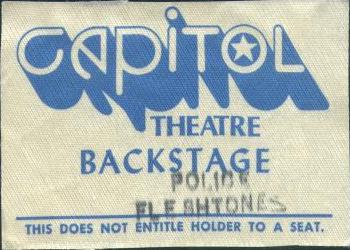 CAPITOL
THEATRE
BACKSTAGE
POLICE
FLESHTONES
THIS DOES NOT ENTITLE HOLDER TO A SEAT.